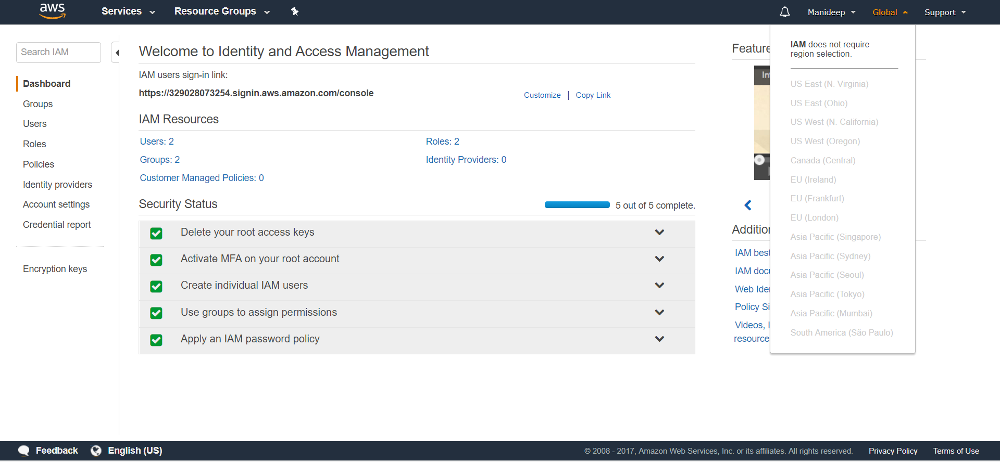 aws
Services
Resource Groups
Manideep
Global
Support
Search IAM
Dashboard
Groups
Users
Roles
Policies
Identity providers
Account settings
Credential report
Encryption keys
Welcome to Identity and Access Management
IAM users sign-in link:
https://329028073254.signin.aws.amazon.com/console
Customize | Copy Link
IAM Resources
Users: 2
Roles: 2
Groups: 2
Identity Providers: 0
Customer Managed Policies: 0
Security Status
5 out of 5 complete.
Delete your root access keys
Activate MFA on your root account
Create individual IAM users
Use groups to assign permissions
Apply an IAM password policy
Feature
In
Addition
IAM best
IAM docu
Web Iden
Policy Si
Videos, I
resource
IAM does not require
region selection.
US East (N. Virginia)
US East (Ohio)
US West (N. California)
US West (Oregon)
Canada (Central)
EU (Ireland)
EU (Frankfurt)
EU (London)
Asia Pacific (Singapore)
Asia Pacific (Sydney)
Asia Pacific (Seoul)
Asia Pacific (Tokyo)
Asia Pacific (Mumbai)
South America (São Paulo)
Feedback
English (US)
© 2008 - 2017, Amazon Web Services, Inc. or its affiliates. All rights reserved.
Privacy Policy
Terms of Use